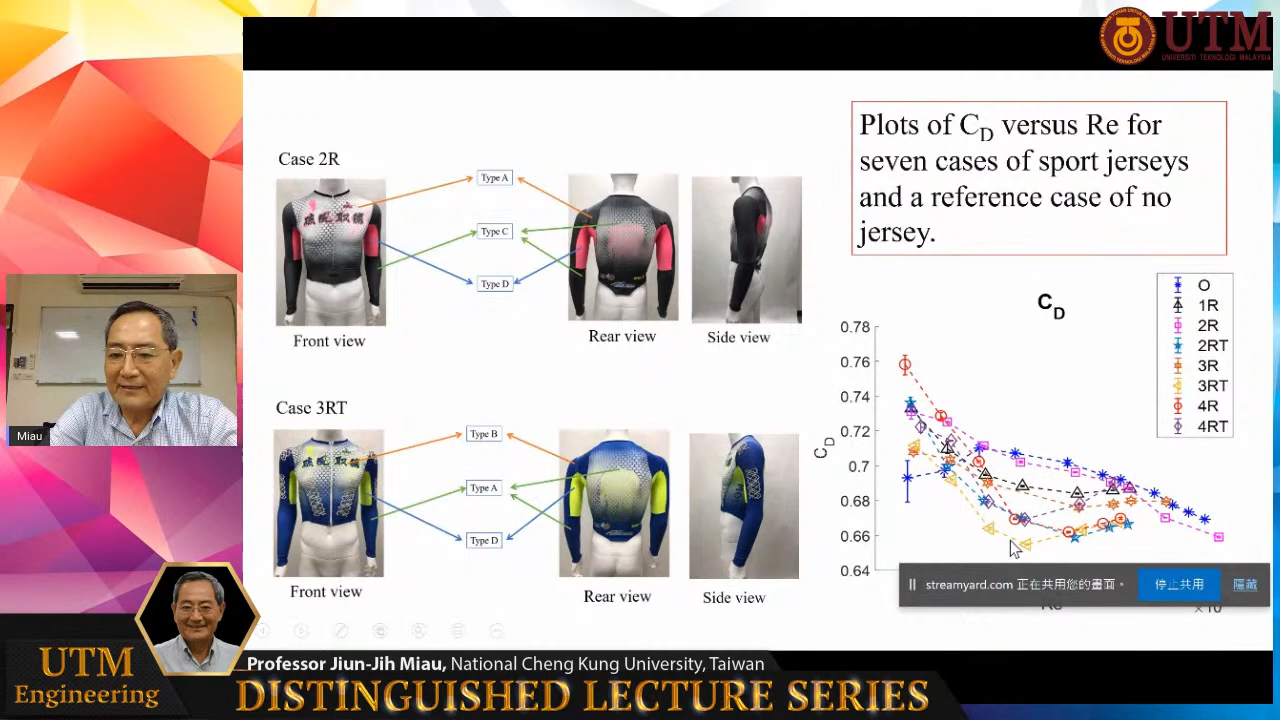 UTM
UNIVERSITI TEKNOLOGI MALAYSIA
Plots of CD versus Re for
seven cases of sport jerseys
and a reference case of no
jersey.
Case 2R
Type A
Type C
Type D
Front view
Rear view
Side view
Case 3RT
Type B
Type A
Type D
Front view
Rear view
Side view
CD
CD
0.78
0.76
0.74
0.72
0.7
0.68
0.66
0.64
O
1R
2R
2RT
3R
3RT
4R
4RT
streamyard.com 正在共用您的畫面。
停止共用
隱藏
Miau
UTM
Engineering
Professor Jiun-Jih Miau, National Cheng Kung University, Taiwan
DISTINGUISHED LECTURE SERIES